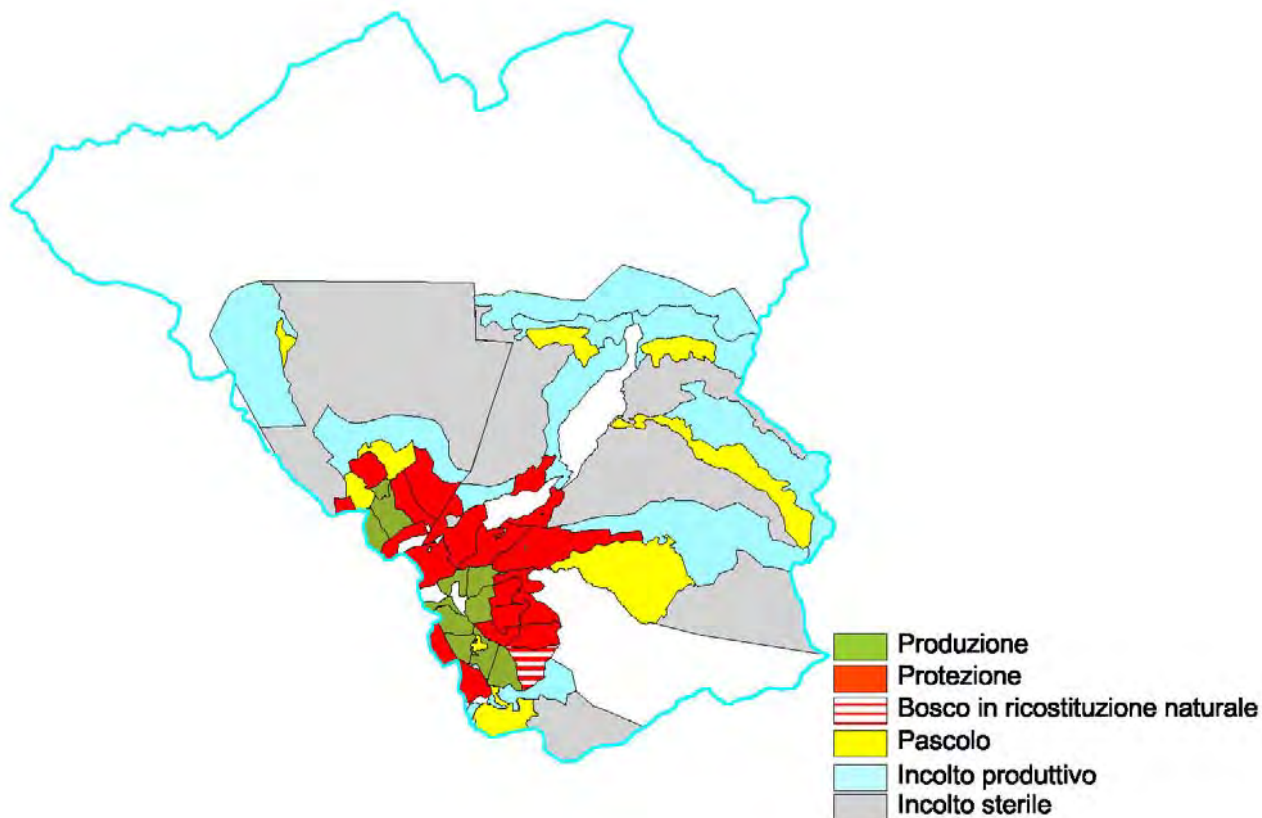 Produzione
Protezione
Bosco in ricostituzione naturale
Pascolo
Incolto produttivo
Incolto sterile